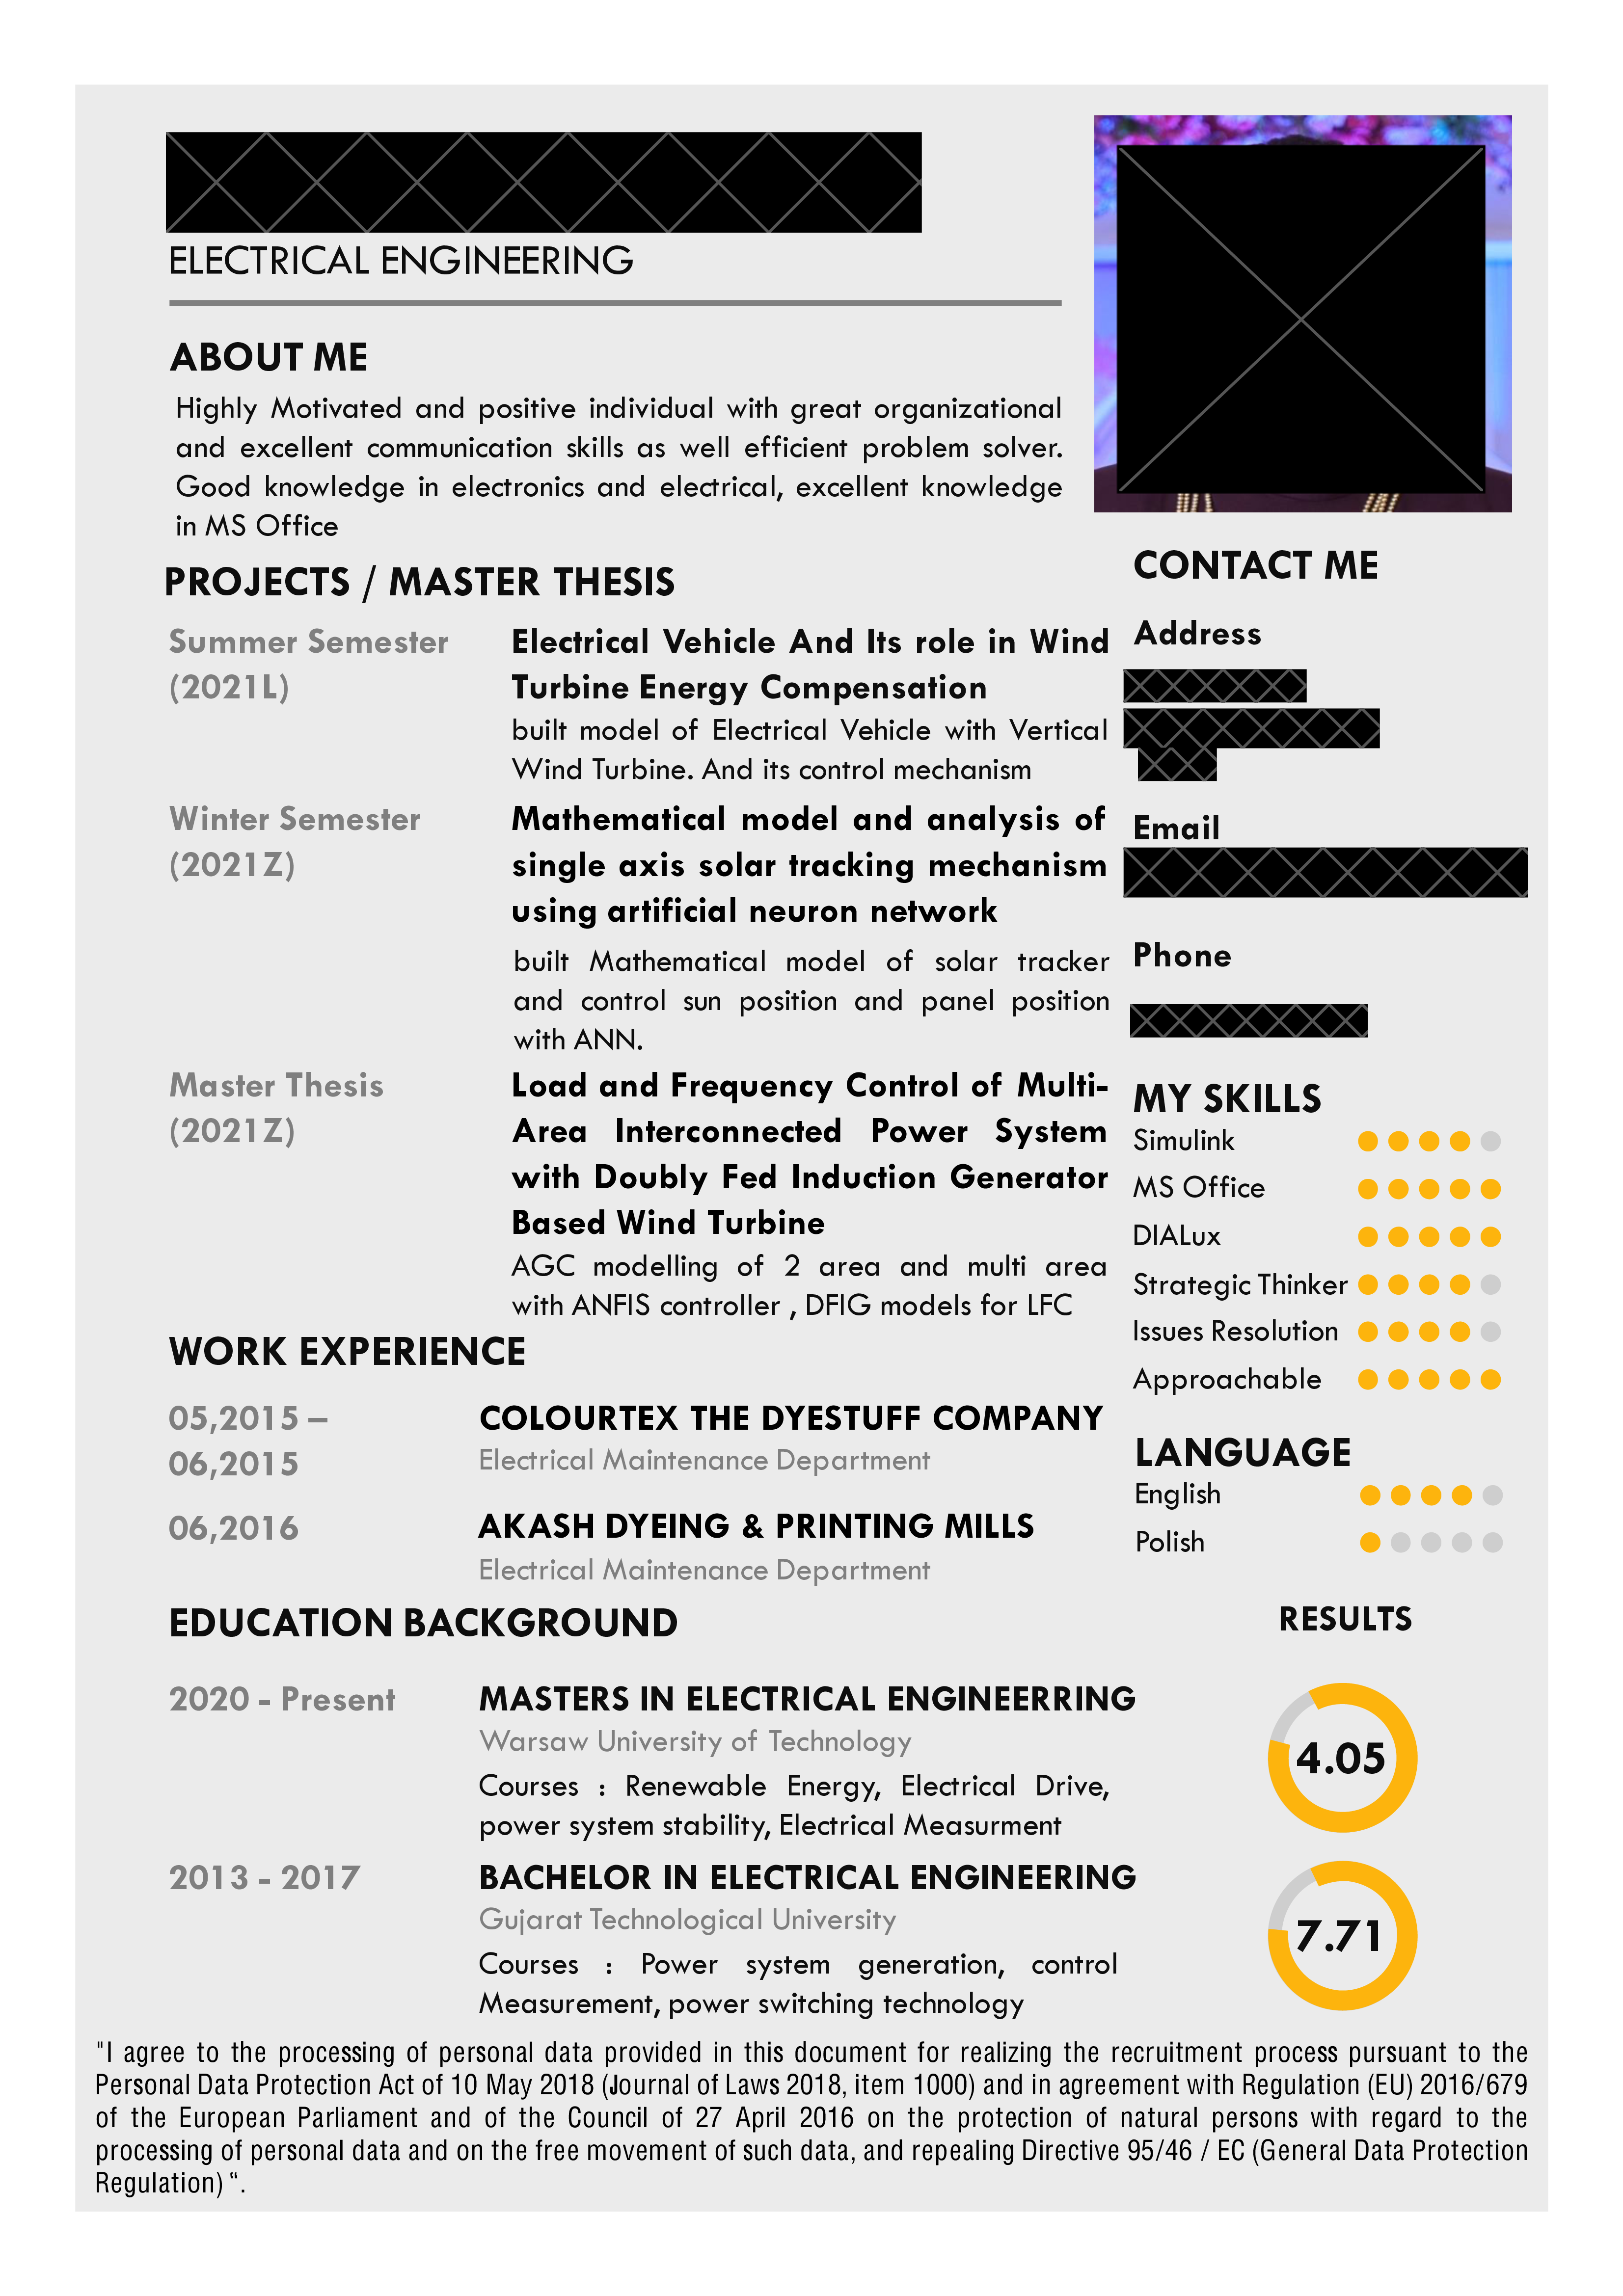 ELECTRICAL ENGINEERING
ABOUT ME
Highly Motivated and positive individual with great organizational
and excellent communication skills as well efficient problem solver.
Good knowledge in electronics and electrical, excellent knowledge
in MS Office
PROJECTS / MASTER THESIS
Summer Semester
(2021L)
Electrical Vehicle And Its role in Wind
Turbine Energy Compensation
built model of Electrical Vehicle with Vertical
Wind Turbine. And its control mechanism
Winter Semester
(2021Z)
Mathematical model and analysis of
single axis solar tracking mechanism
using artificial neuron network
built Mathematical model of solar tracker
and control sun position and panel position
with ANN.
Master Thesis
(2021Z)
Load and Frequency Control of Multi-
Area Interconnected Power System
with Doubly Fed Induction Generator
Based Wind Turbine
AGC modelling of 2 area and multi area
with ANFIS controller , DFIG models for LFC
WORK EXPERIENCE
05,2015 –
06,2015
COLOURTEX THE DYESTUFF COMPANY
Electrical Maintenance Department
06,2016
AKASH DYEING & PRINTING MILLS
Electrical Maintenance Department
EDUCATION BACKGROUND
2020 - Present
MASTERS IN ELECTRICAL ENGINEERRING
Warsaw University of Technology
Courses : Renewable Energy, Electrical Drive,
power system stability, Electrical Measurment
2013 - 2017
BACHELOR IN ELECTRICAL ENGINEERING
Gujarat Technological University
Courses : Power system generation, control
Measurement, power switching technology
CONTACT ME
Address
Email
Phone
MY SKILLS
Simulink
MS Office
DIALux
Strategic Thinker
Issues Resolution
Approachable
LANGUAGE
English
Polish
RESULTS
4.05
7.71
"I agree to the processing of personal data provided in this document for realizing the recruitment process pursuant to the
Personal Data Protection Act of 10 May 2018 (Journal of Laws 2018, item 1000) and in agreement with Regulation (EU) 2016/679
of the European Parliament and of the Council of 27 April 2016 on the protection of natural persons with regard to the
processing of personal data and on the free movement of such data, and repealing Directive 95/46 / EC (General Data Protection
Regulation) “.